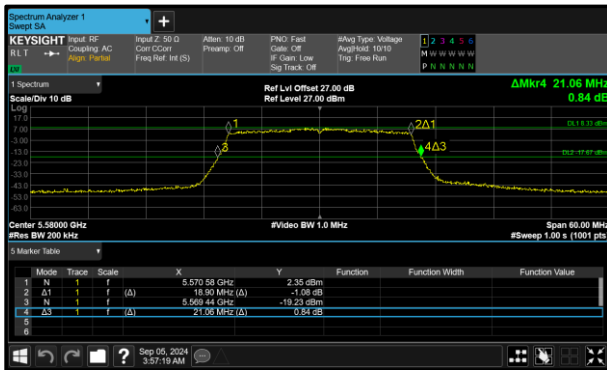 Spectrum Analyzer 1
Swept SA
+
KEYSIGHT Input: RF Input Z: 50 Ω Atten: 10 dB PNO: Fast #Avg Type: Voltage 1 2 3 4 5 6
RLT Coupling: AC Corr CCorr Preamp: Off Gate: Off Avg|Hold: 10/10 M W W W W W
Align: Partial Freq Ref: Int (S) IF Gain: Low Trig: Free Run
Sig Track: Off P N N N N N
1 Spectrum Ref Lvl Offset 27.00 dB ΔMkr4 21.06 MHz
Scale/Div 10 dB Ref Level 27.00 dBm 0.84 dB
Log
17.0
7.00 1 2Δ1 DL1 8.33 dBm
-3.00
-13.0 3 4Δ3 DL2 -17.67 dBm
-23.0
-33.0
-43.0
-53.0
-63.0
Center 5.58000 GHz #Video BW 1.0 MHz Span 60.00 MHz
#Res BW 200 kHz #Sweep 1.00 s (1001 pts)
5 Marker Table
Mode Trace Scale X Y Function Function Width Function Value
1 N 1 f 5.570 58 GHz 2.35 dBm
2 Δ1 1 f (Δ) 18.90 MHz (Δ) -1.08 dB
3 N 1 f 5.569 44 GHz -19.23 dBm
4 Δ3 1 f (Δ) 21.06 MHz (Δ) 0.84 dB
5
6
? Sep 05, 2024
3:57:19 AM